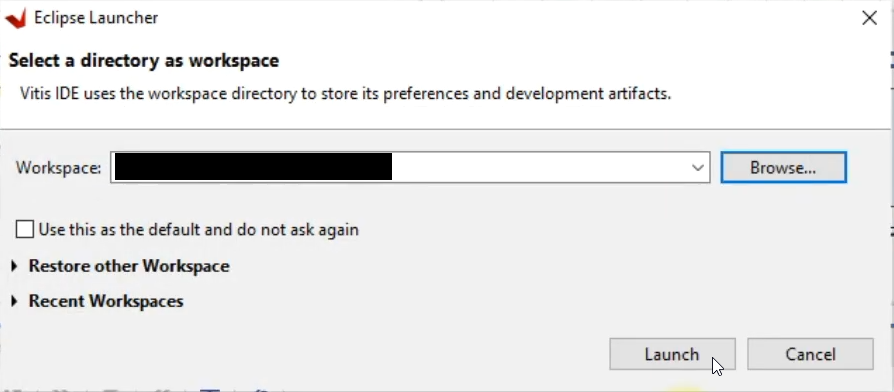 Eclipse Launcher
Select a directory as workspace
Vitis IDE uses the workspace directory to store its preferences and development artifacts.
Workspace:
Browse...
Use this as the default and do not ask again
Restore other Workspace
Recent Workspaces
Launch
Cancel